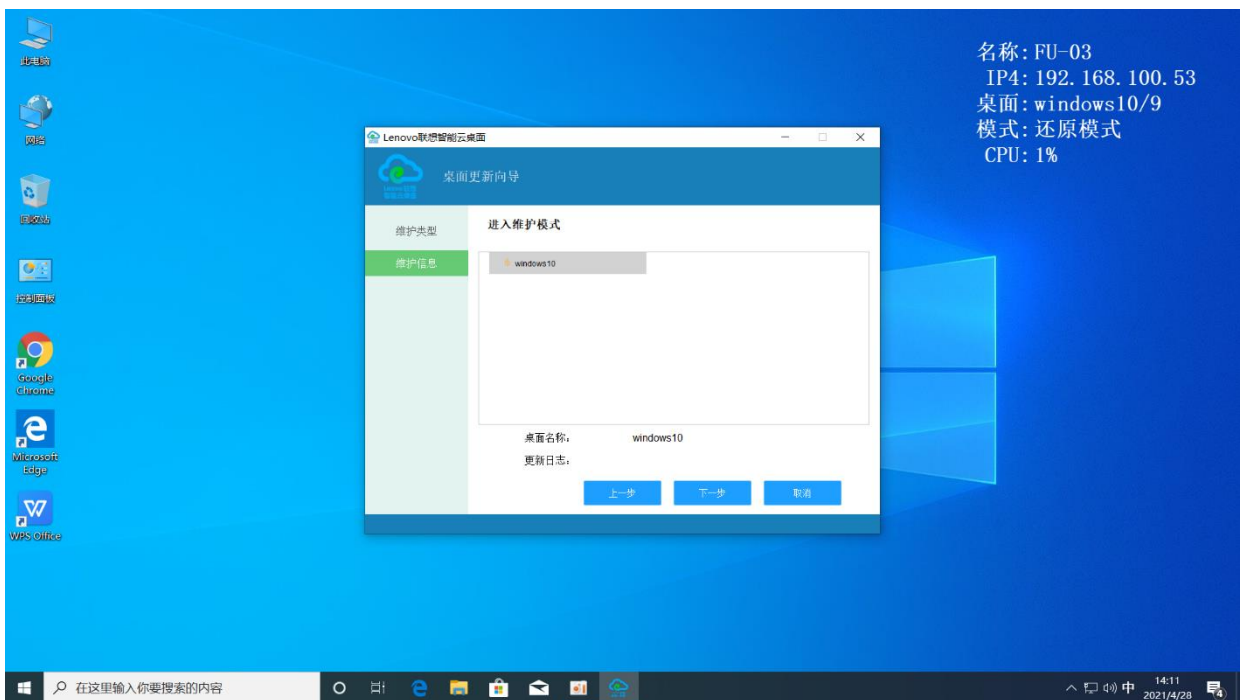 此电脑
网络
回收站
控制面板
Google
Chrome
Microsoft
Edge
WPS Office
名称:FU-03
IP4:192.168.100.53
桌面:windows10/9
模式:还原模式
CPU:1%
Lenovo联想智能云桌面
桌面更新向导
维护类型
维护信息
进入维护模式
windows10
桌面名称:
windows10
更新日志:
上一步
下一步
取消
在这里输入你要搜索的内容
中
14:11
2021/4/28
4